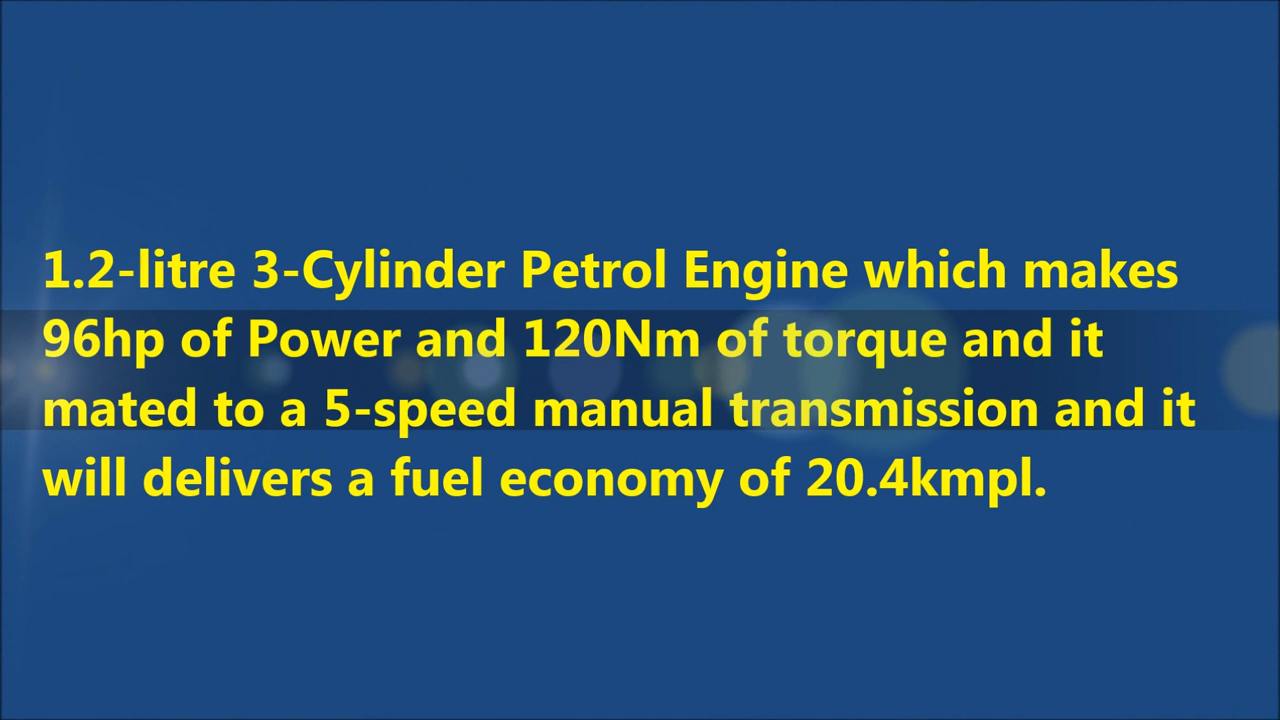 1.2-litre 3-Cylinder Petrol Engine which makes
96hp of Power and 120Nm of torque and it
mated to a 5-speed manual transmission and it
will delivers a fuel economy of 20.4kmpl.